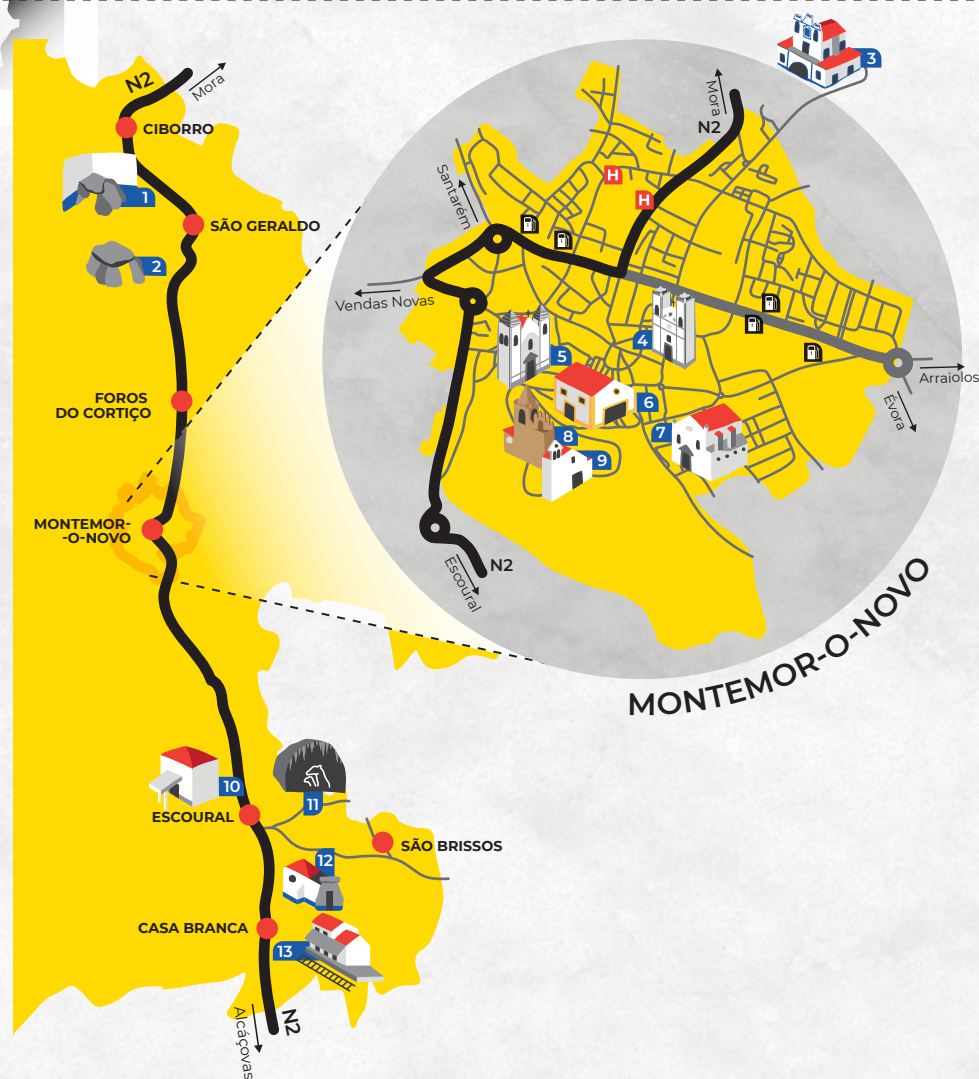 N2
Mora
CIBORRO
1
SÃO GERALDO
2
FOROS
DO CORTIÇO
MONTEMOR-
-O-NOVO
3
Mora
N2
H
H
Santarém
Vendas Novas
4
5
6
7
8
9
Arraiolos
Évora
N2
Escoural
MONTEMOR-O-NOVO
10
11
ESCOURAL
SÃO BRISSOS
12
CASA BRANCA
13
N2
Alcáçovas